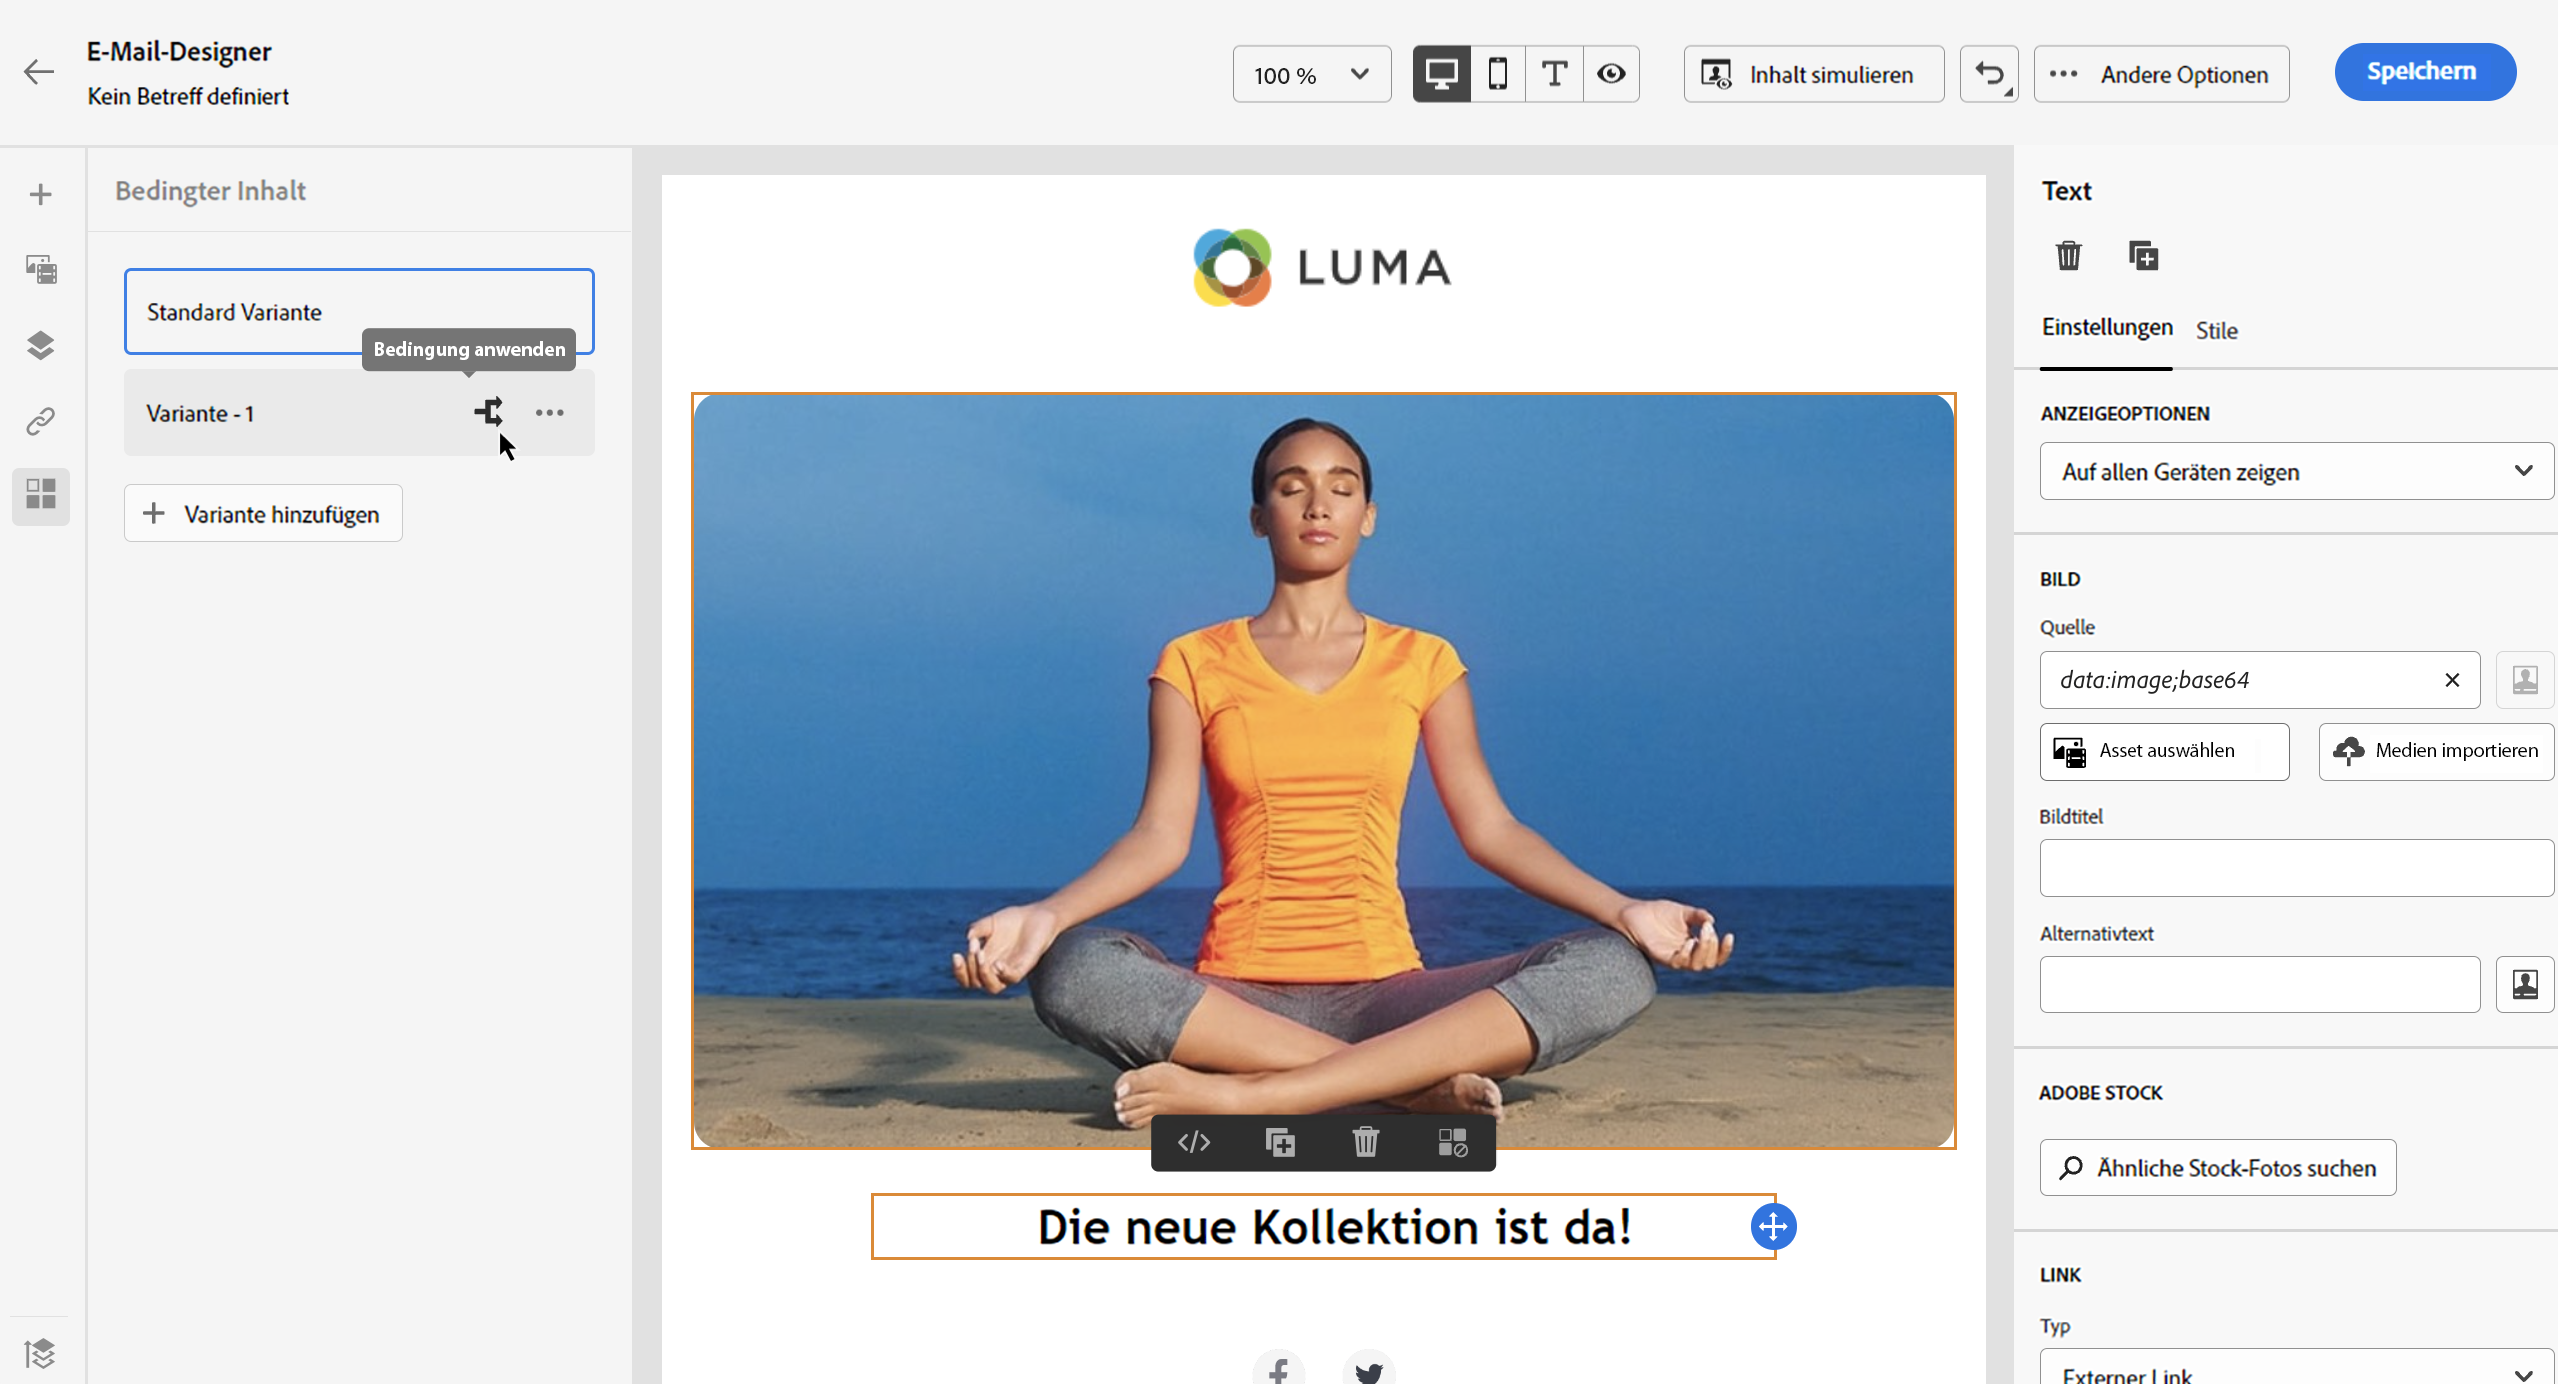 E-Mail-Designer
Kein Betreff definiert
100 %
Inhalt simulieren
Andere Optionen
Speichern
Bedingter Inhalt
Standard Variante
Bedingung anwenden
Variante - 1
Variante hinzufügen
LUMA
Die neue Kollektion ist da!
Text
Einstellungen
Stile
ANZEIGEOPTIONEN
Auf allen Geräten zeigen
BILD
Quelle
data:image;base64
Asset auswählen
Medien importieren
Bildtitel
Alternativtext
ADOBE STOCK
Ähnliche Stock-Fotos suchen
LINK
Typ
Externer Link